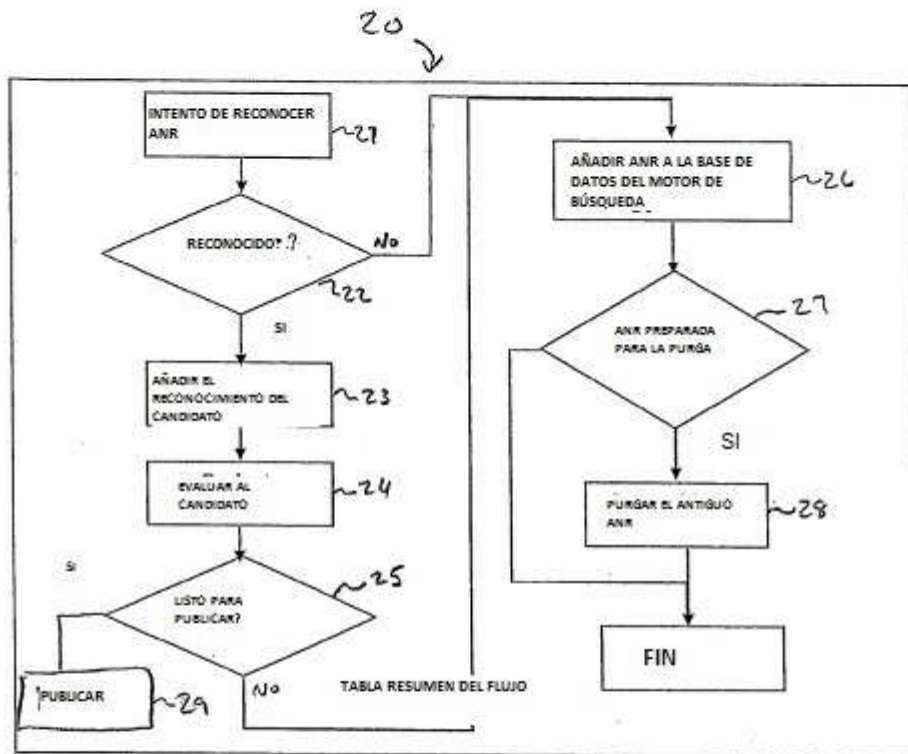 20
INTENTO DE RECONOCER
ANR
21
RECONOCIDO? ?
No
22
SI
AÑADIR EL
RECONOCIMIENTO DEL
CANDIDATO
23
EVALUAR AL
CANDIDATO
24
SI
LISTO PARA
PUBLICAR?
25
PUBLICAR
29
No
TABLA RESUMEN DEL FLUJO
AÑADIR ANR A LA BASE DE
DATOS DEL MOTOR DE
BÚSQUEDA
26
ANR PREPARADA
PARA LA PURGA
27
SI
PURGAR EL ANTIGUO
ANR
28
FIN